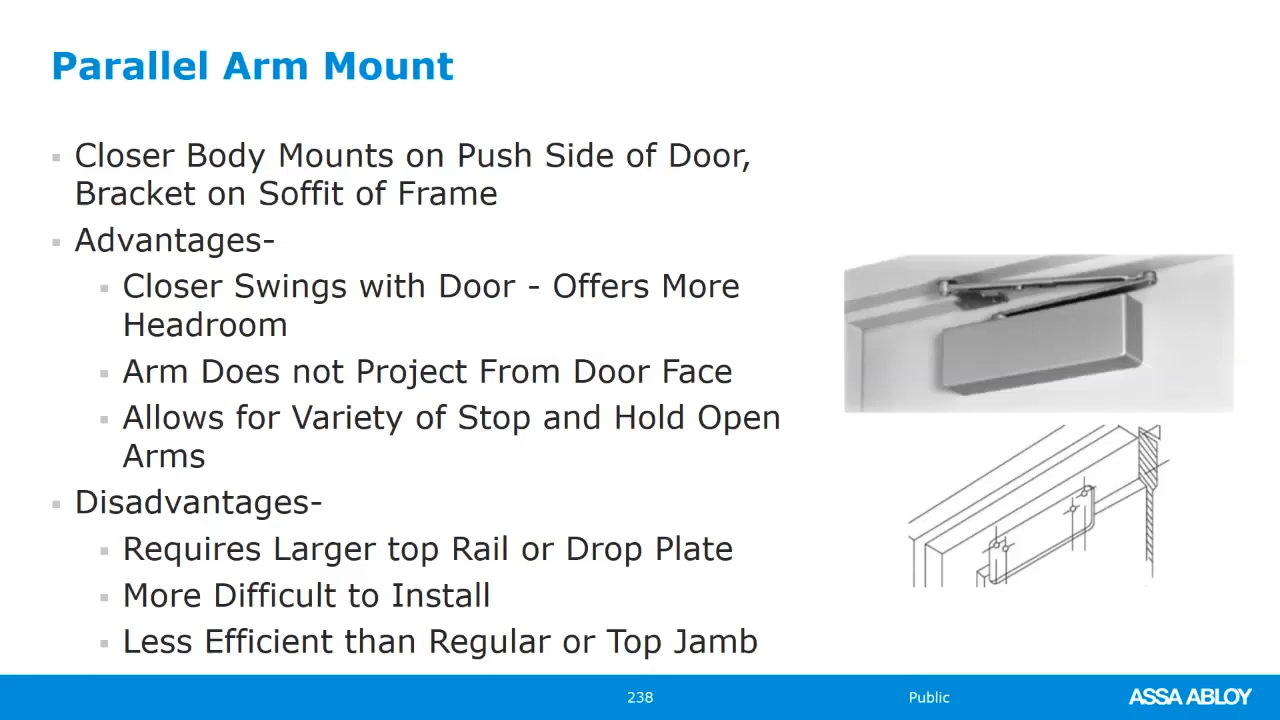 Parallel Arm Mount
Closer Body Mounts on Push Side of Door,
Bracket on Soffit of Frame
Advantages-
Closer Swings with Door - Offers More
Headroom
Arm Does not Project From Door Face
Allows for Variety of Stop and Hold Open
Arms
Disadvantages-
Requires Larger top Rail or Drop Plate
More Difficult to Install
Less Efficient than Regular or Top Jamb
238
Public
ASSA ABLOY